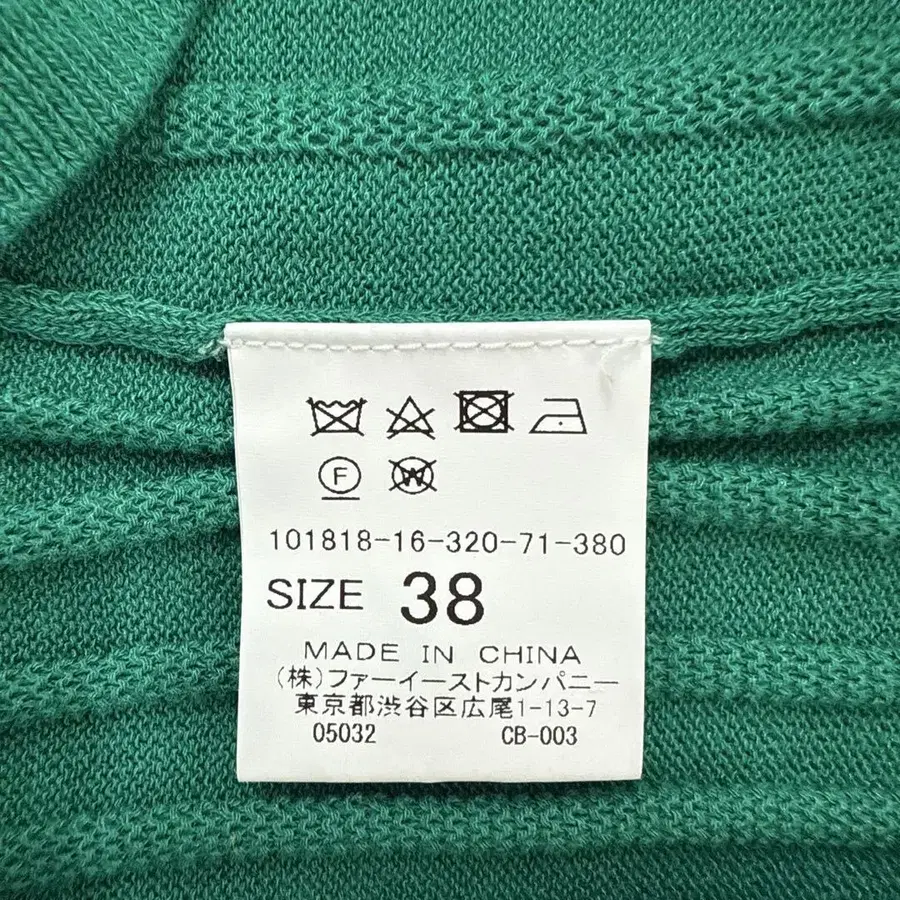 F W
101818-16-320-71-380
SIZE 38
MADE IN CHINA
(株)ファーイーストカンパニー
東京都渋谷区広尾1-13-7
05032 CB-003